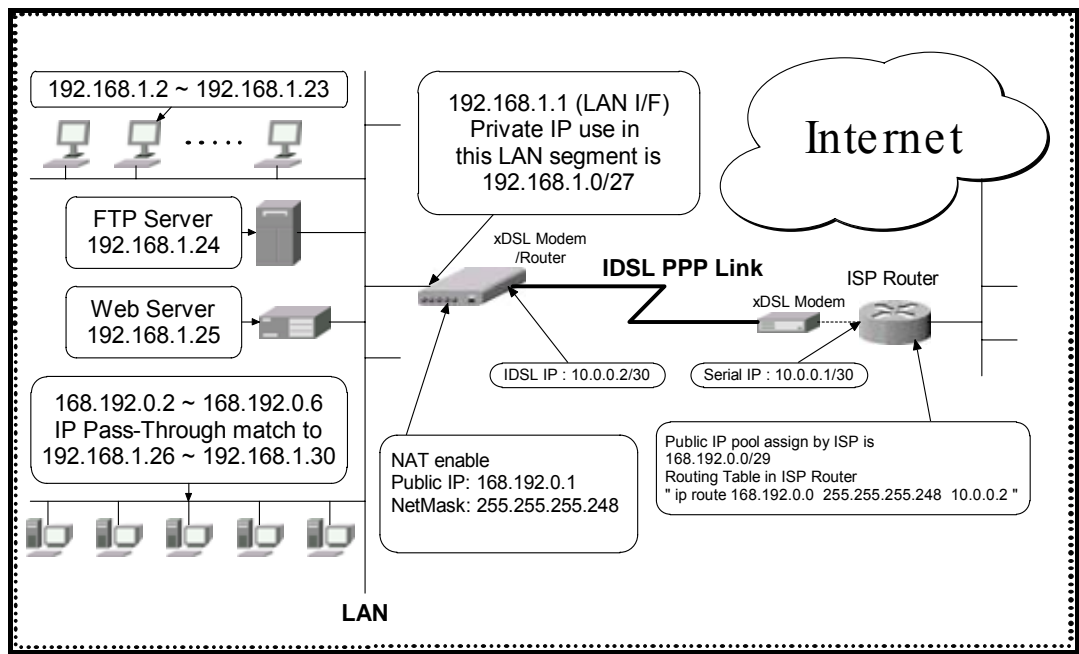 192.168.1.2 ~ 192.168.1.23
192.168.1.1 (LAN I/F)
Private IP use in
this LAN segment is
192.168.1.0/27
Internet
FTP Server
192.168.1.24
xDSL Modem
/Router
IDSL PPP Link
ISP Router
xDSL Modem
Web Server
192.168.1.25
IDSL IP : 10.0.0.2/30
Serial IP : 10.0.0.1/30
168.192.0.2 ~ 168.192.0.6
IP Pass-Through match to
192.168.1.26 ~ 192.168.1.30
NAT enable
Public IP: 168.192.0.1
NetMask: 255.255.255.248
Public IP pool assign by ISP is
168.192.0.0/29
Routing Table in ISP Router
" ip route 168.192.0.0 255.255.255.248 10.0.0.2 "
LAN